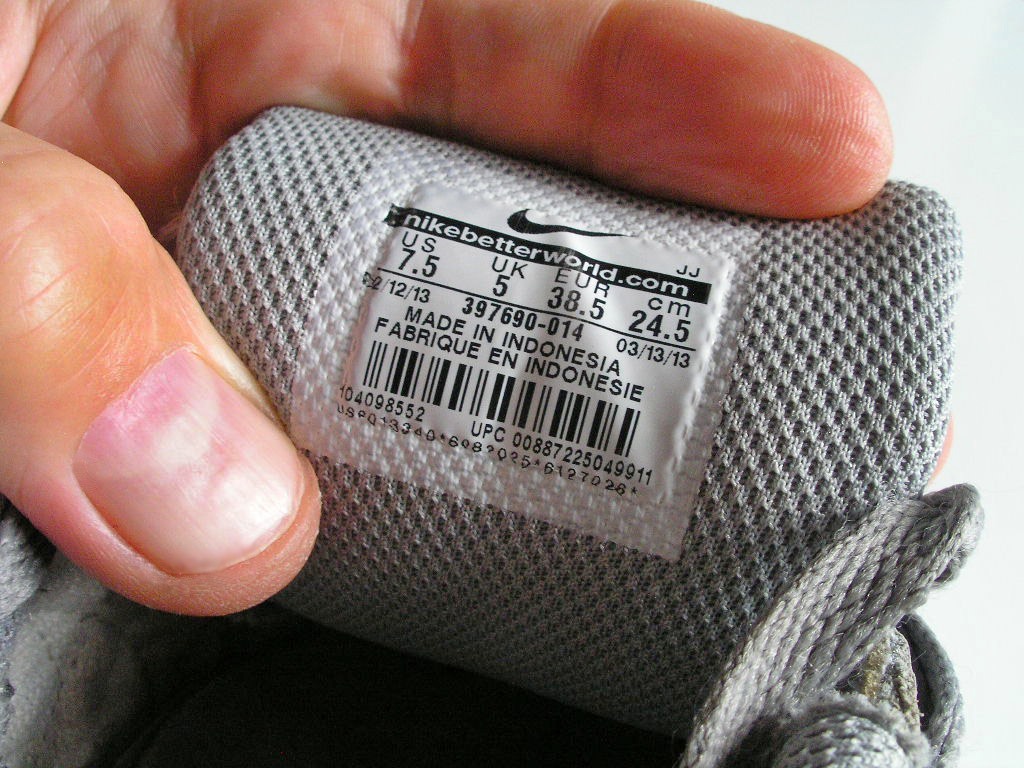 nikebetterworld.com
JJ
US UK EUR cm
7.5 5 38.5 24.5
02/12/13 397690-014 03/13/13
MADE IN INDONESIA
FABRIQUE EN INDONESIE
104098552 UPC 00887225049911